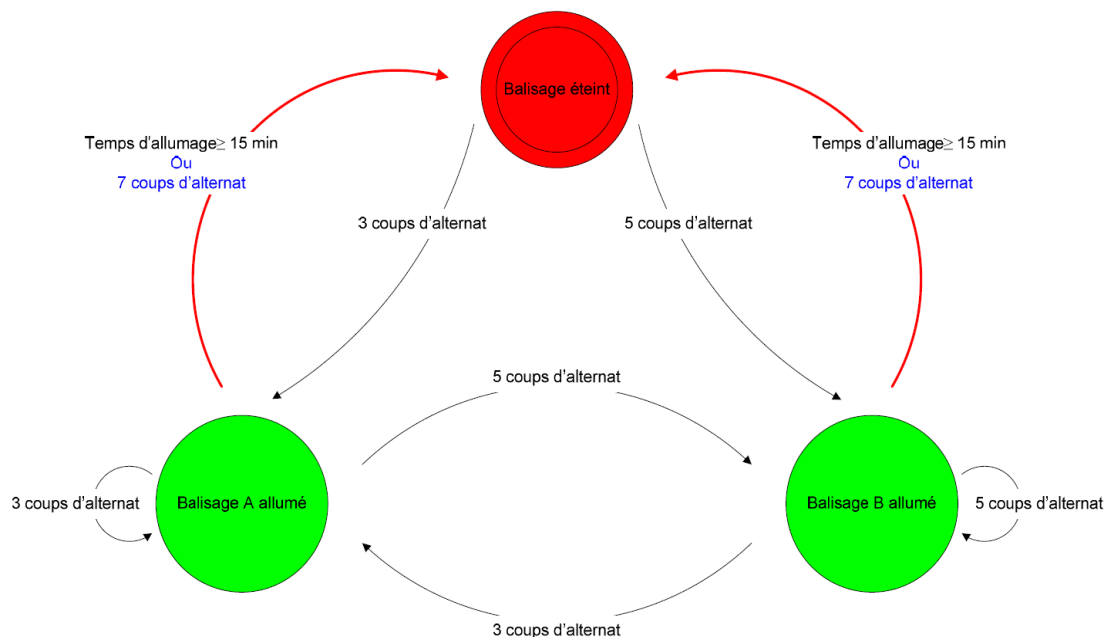 Balisage éteint
Temps d'allumage≥ 15 min
Ou
7 coups d'alternat
Temps d'allumage≥ 15 min
Ou
7 coups d'alternat
3 coups d'alternat
5 coups d'alternat
5 coups d'alternat
3 coups d'alternat
Balisage A allumé
Balisage B allumé
5 coups d'alternat
3 coups d'alternat